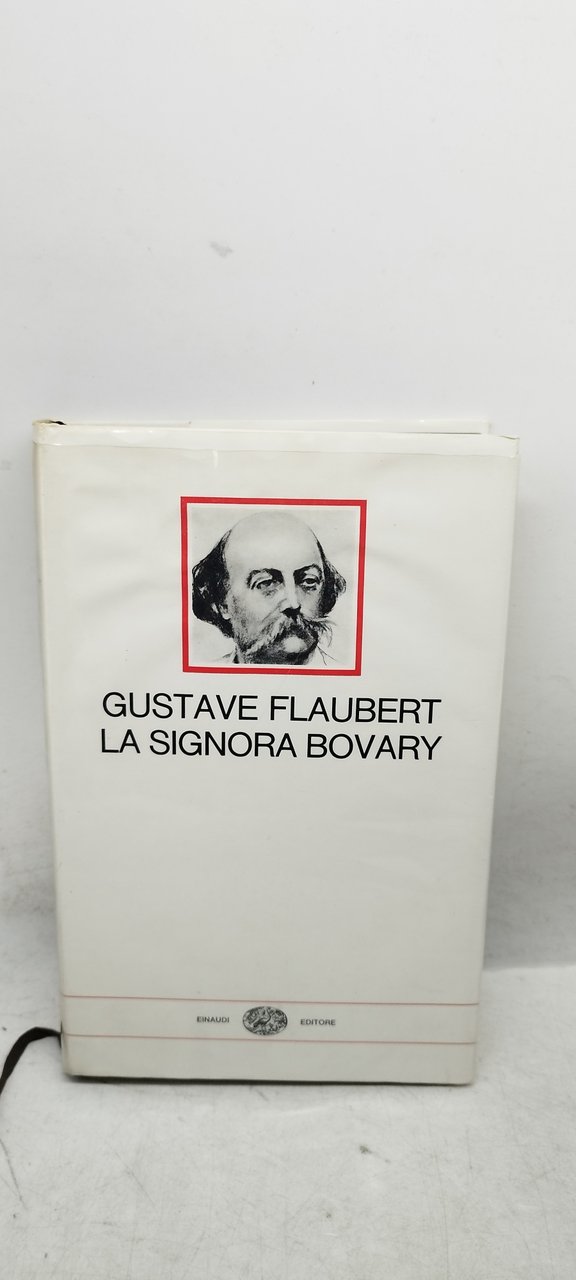 GUSTAVE FLAUBERT
LA SIGNORA BOVARY
EINAUDI EDITORE